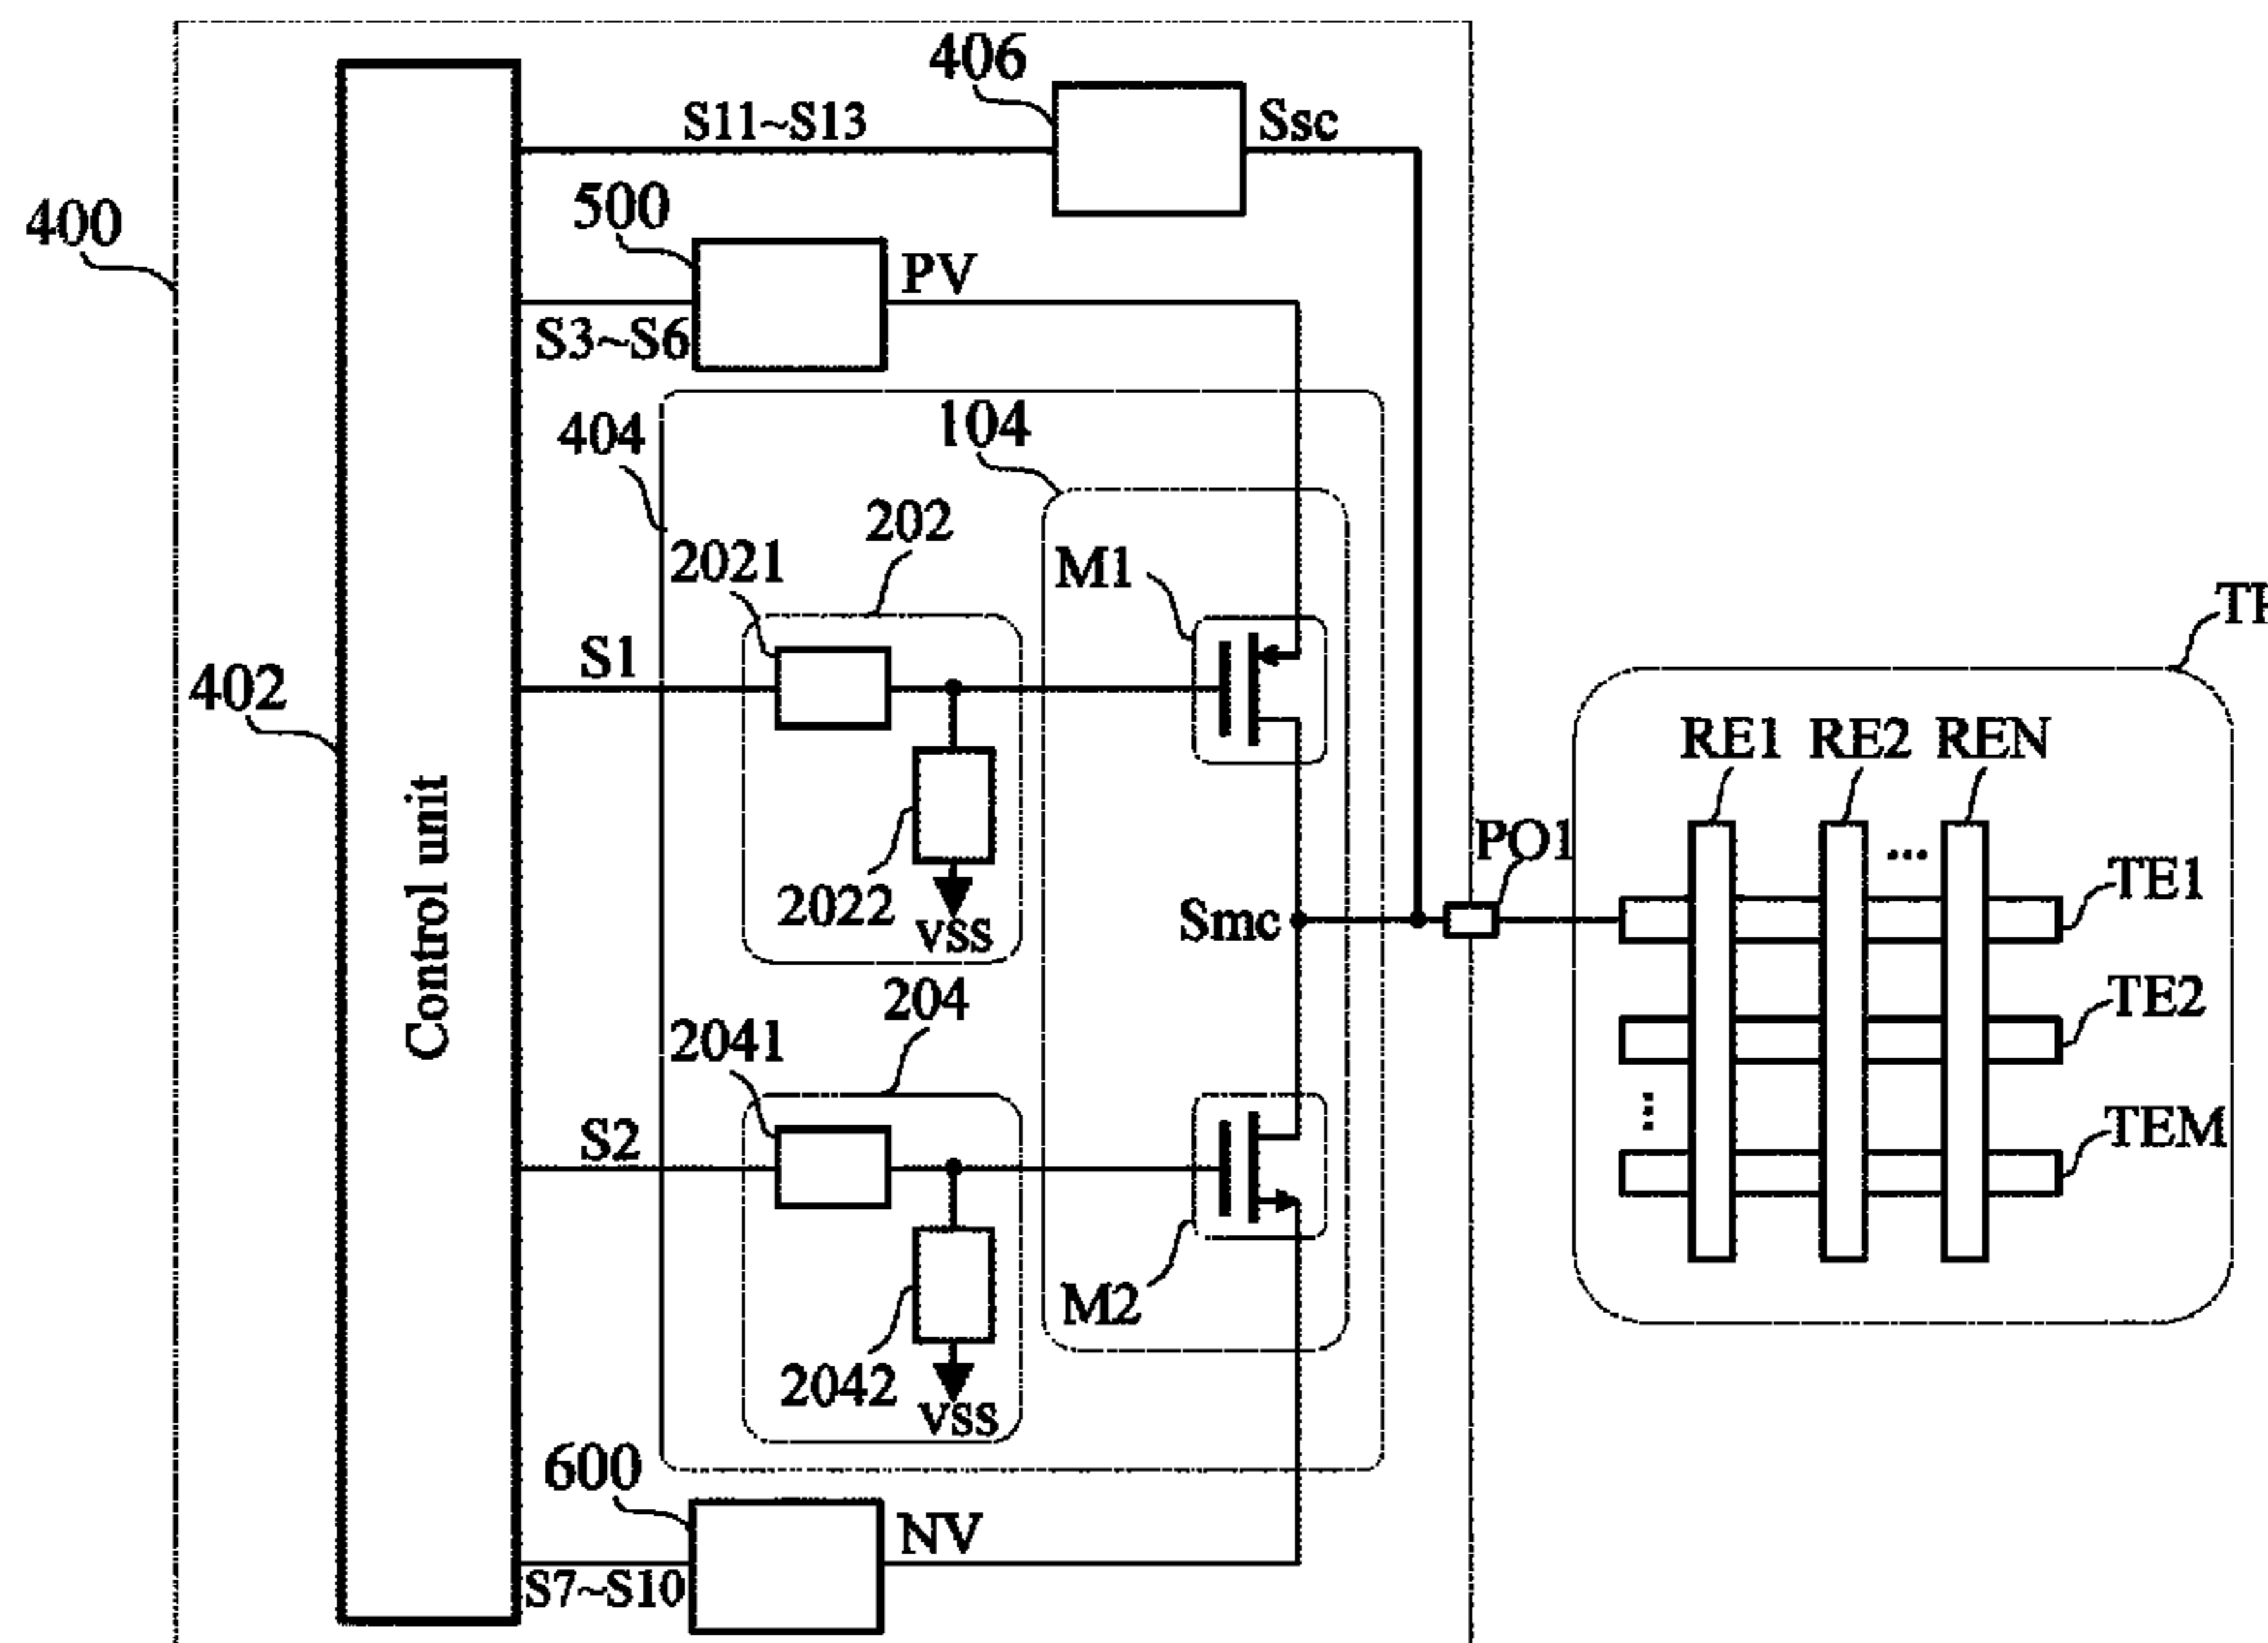 406
S11~S13
Ssc
400
500
PV
S3~S6
404
104
202
2021
M1
S1
402
2022
vss
Control unit
RE1
RE2
REN
...
PO1
TE1
Smc
204
2041
TE2
...
S2
TEM
M2
2042
vss
600
NV
S7~S10